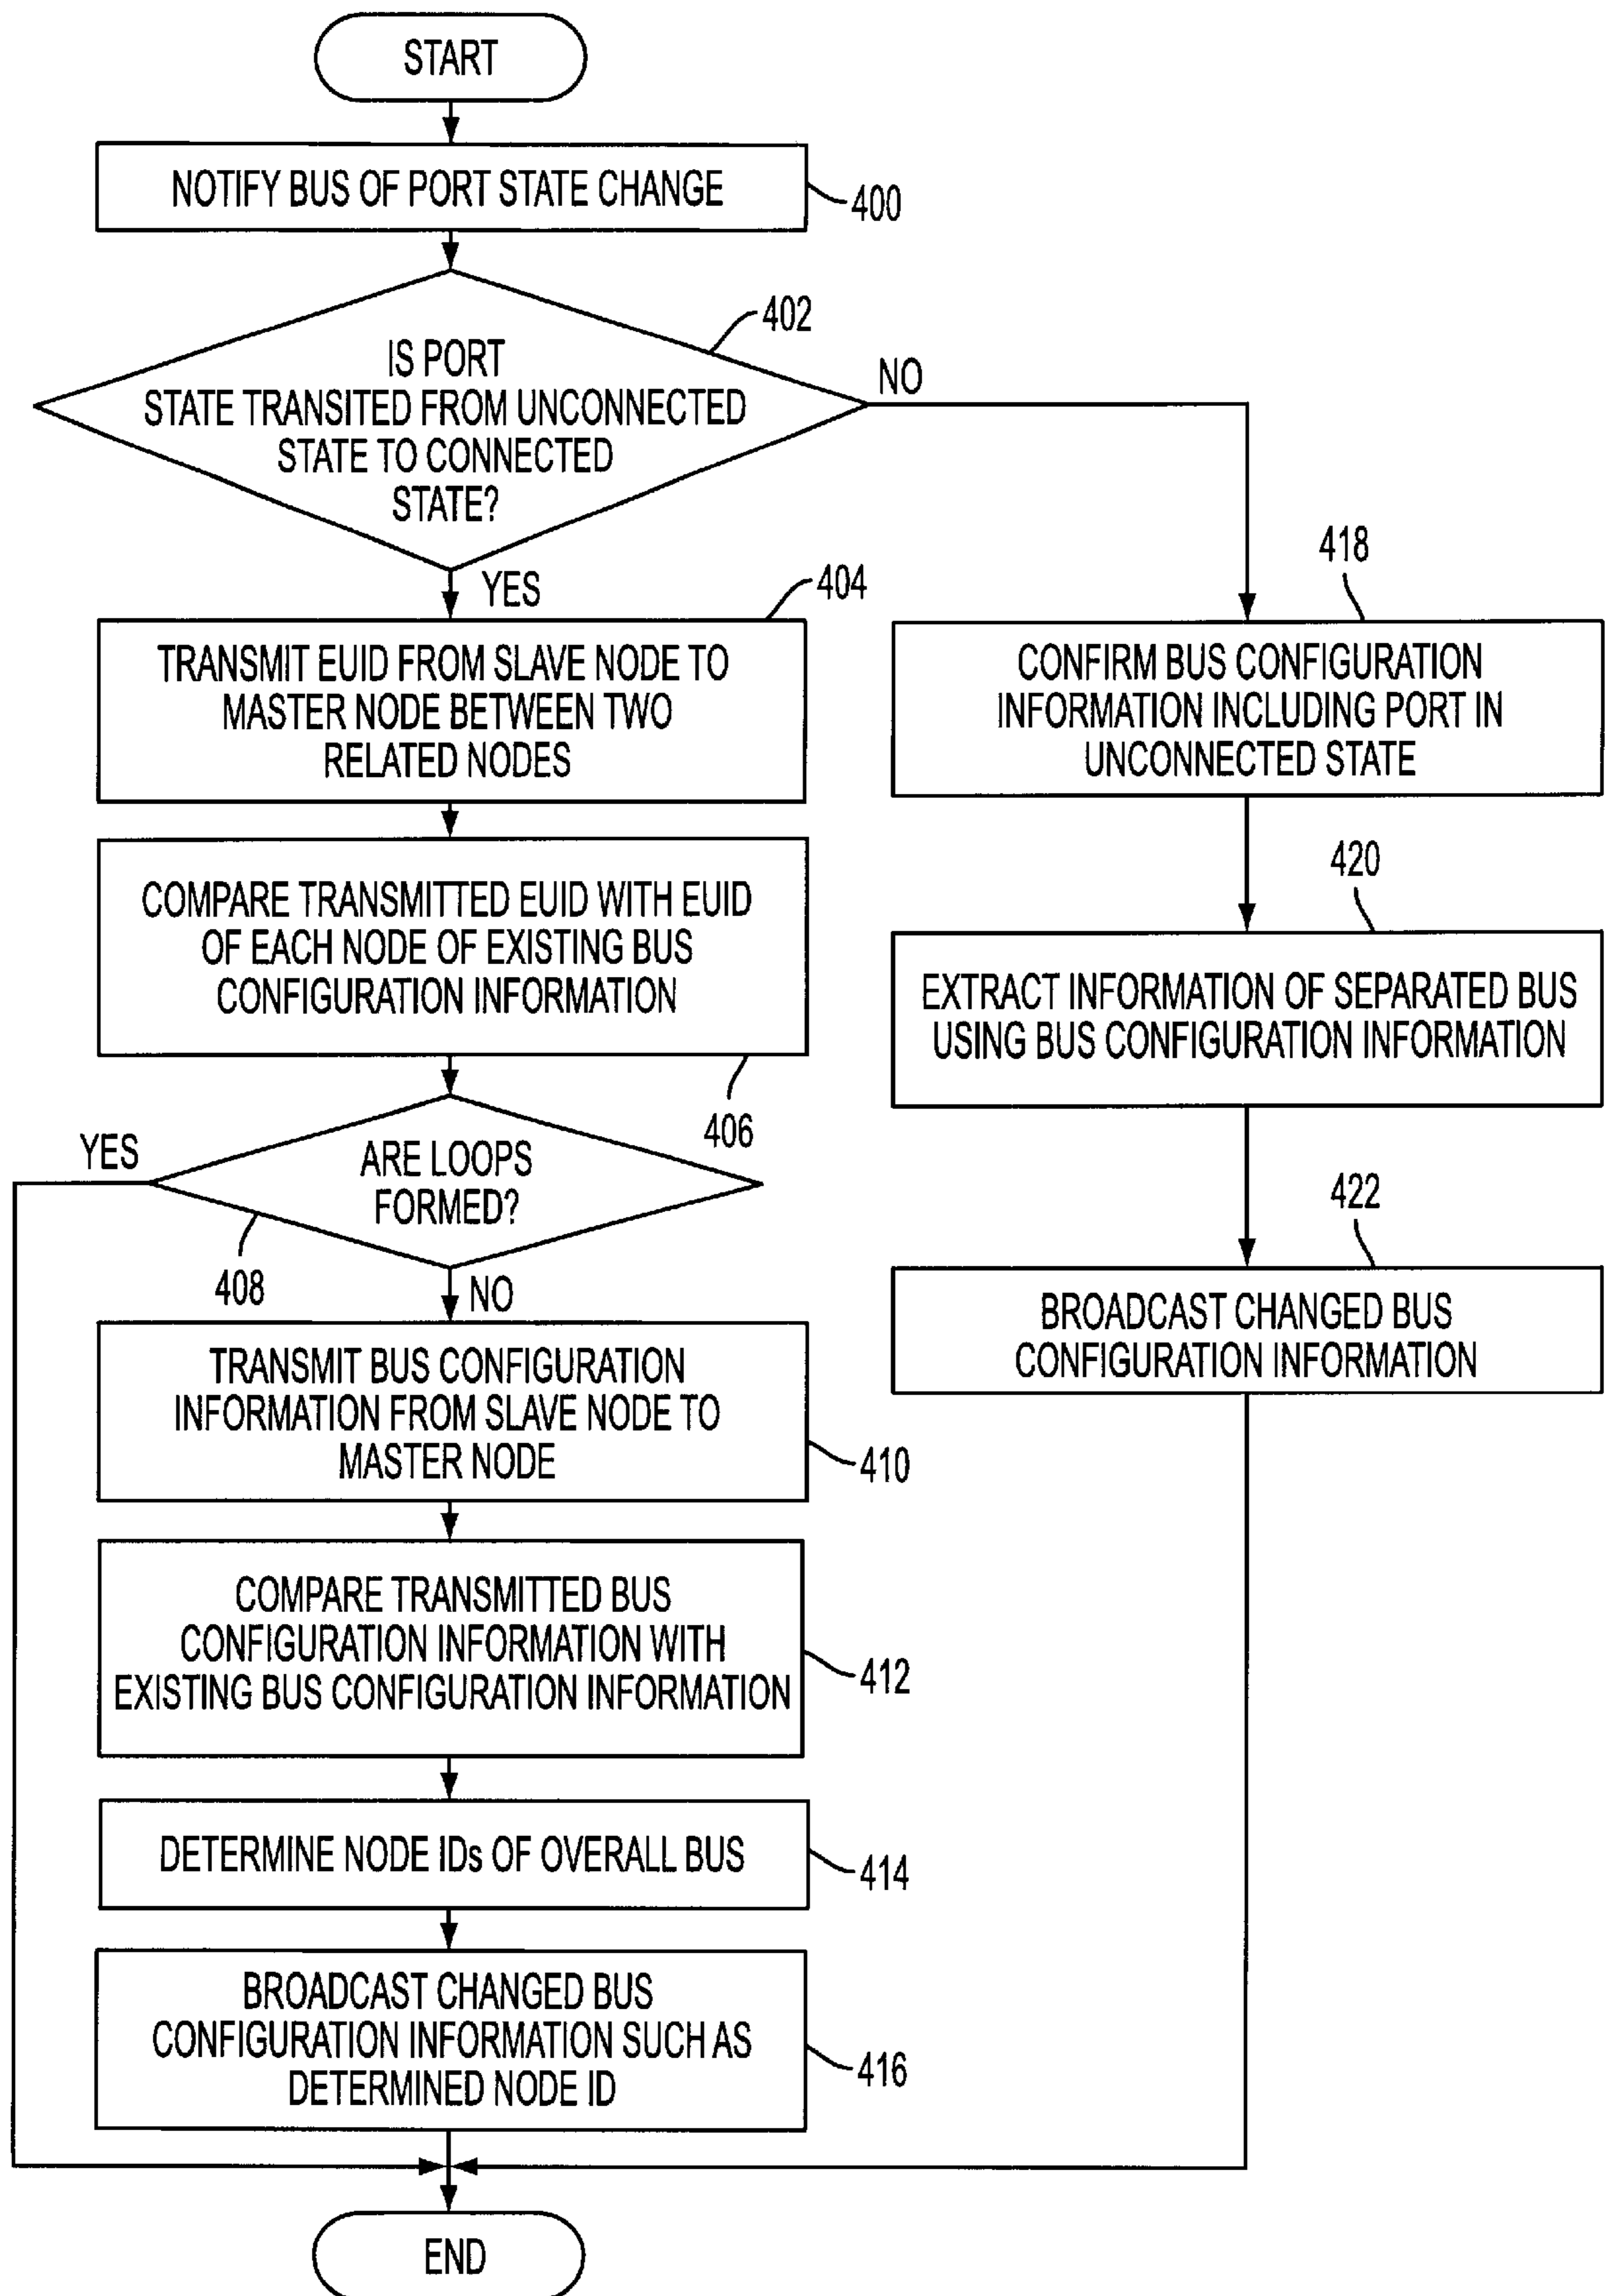 START
NOTIFY BUS OF PORT STATE CHANGE
400
402
IS PORT
STATE TRANSITED FROM UNCONNECTED
STATE TO CONNECTED
STATE?
NO
YES
404
TRANSMIT EUID FROM SLAVE NODE TO
MASTER NODE BETWEEN TWO
RELATED NODES
COMPARE TRANSMITTED EUID WITH EUID
OF EACH NODE OF EXISTING BUS
CONFIGURATION INFORMATION
406
YES
ARE LOOPS
FORMED?
408
NO
TRANSMIT BUS CONFIGURATION
INFORMATION FROM SLAVE NODE TO
MASTER NODE
410
COMPARE TRANSMITTED BUS
CONFIGURATION INFORMATION WITH
EXISTING BUS CONFIGURATION INFORMATION
412
DETERMINE NODE IDs OF OVERALL BUS
414
BROADCAST CHANGED BUS
CONFIGURATION INFORMATION SUCH AS
DETERMINED NODE ID
416
418
CONFIRM BUS CONFIGURATION
INFORMATION INCLUDING PORT IN
UNCONNECTED STATE
420
EXTRACT INFORMATION OF SEPARATED BUS
USING BUS CONFIGURATION INFORMATION
422
BROADCAST CHANGED BUS
CONFIGURATION INFORMATION
END